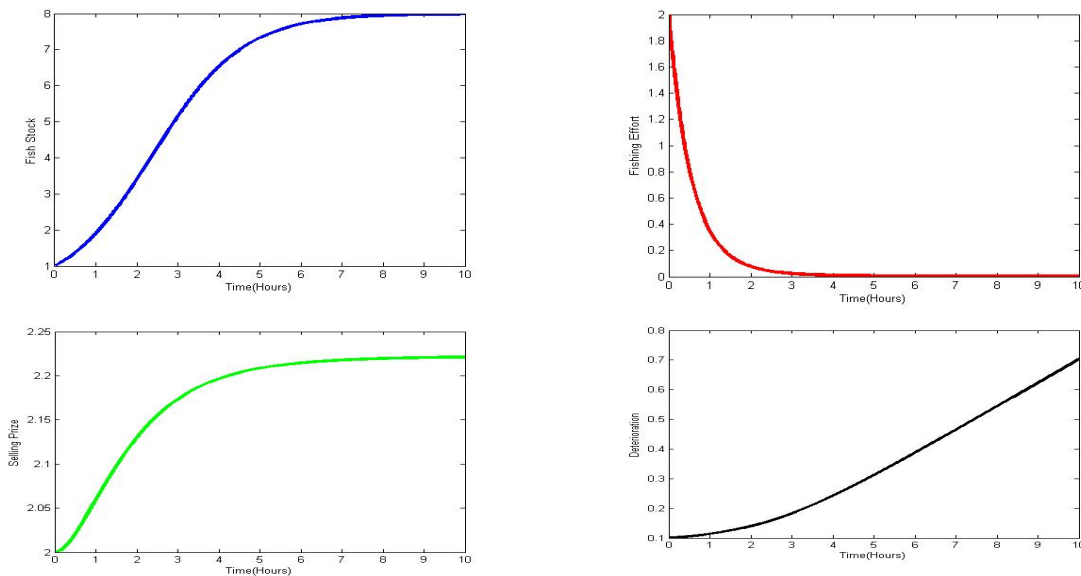 8
7
6
5
4
3
2
1
Fish Stock
0 1 2 3 4 5 6 7 8 9 10
Time(Hours)
2
1.8
1.6
1.4
1.2
1
0.8
0.6
0.4
0.2
0
Fishing Effort
0 1 2 3 4 5 6 7 8 9 10
Time(Hours)
2.25
2.2
2.15
2.1
2.05
2
Selling Prize
0 1 2 3 4 5 6 7 8 9 10
Time(Hours)
0.8
0.7
0.6
0.5
0.4
0.3
0.2
0.1
Deterioration
0 1 2 3 4 5 6 7 8 9 10
Time(Hours)